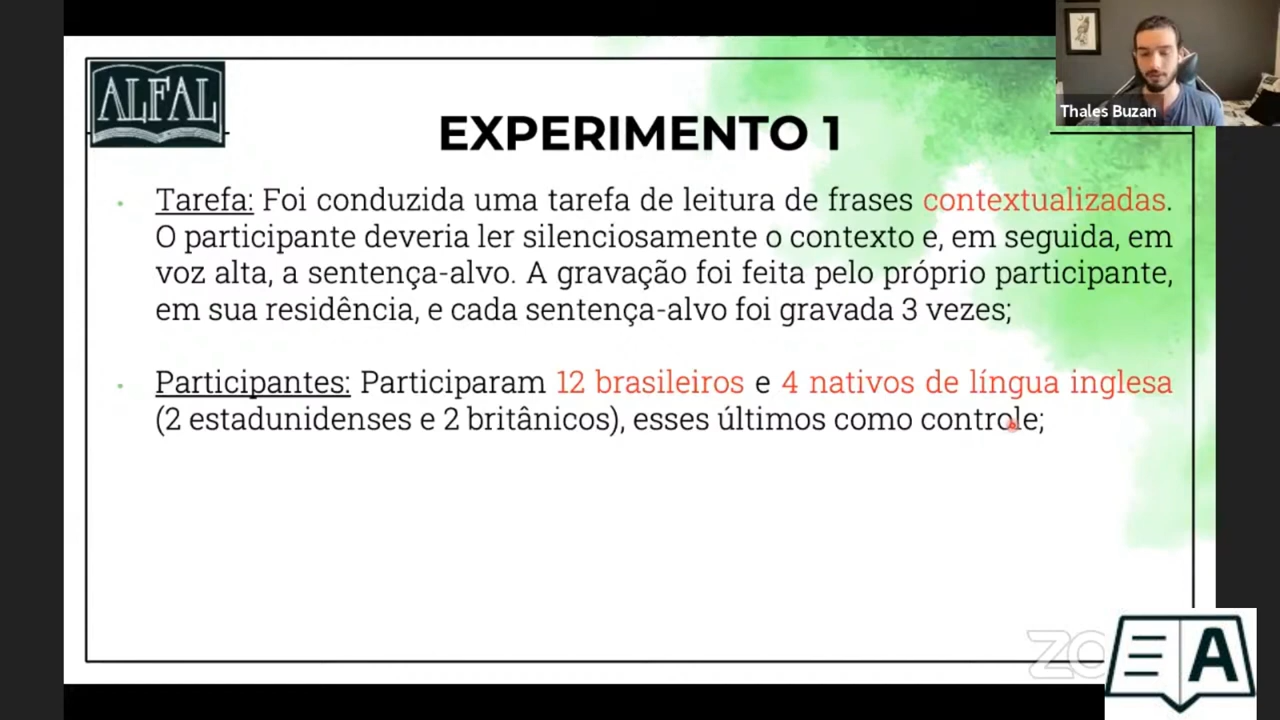 ALFAL
Thales Buzan
EXPERIMENTO 1
Tarefa: Foi conduzida uma tarefa de leitura de frases contextualizadas.
O participante deveria ler silenciosamente o contexto e, em seguida, em
voz alta, a sentença-alvo. A gravação foi feita pelo próprio participante,
em sua residência, e cada sentença-alvo foi gravada 3 vezes;
Participantes: Participaram 12 brasileiros e 4 nativos de língua inglesa
(2 estadunidenses e 2 britânicos), esses últimos como controle;
A